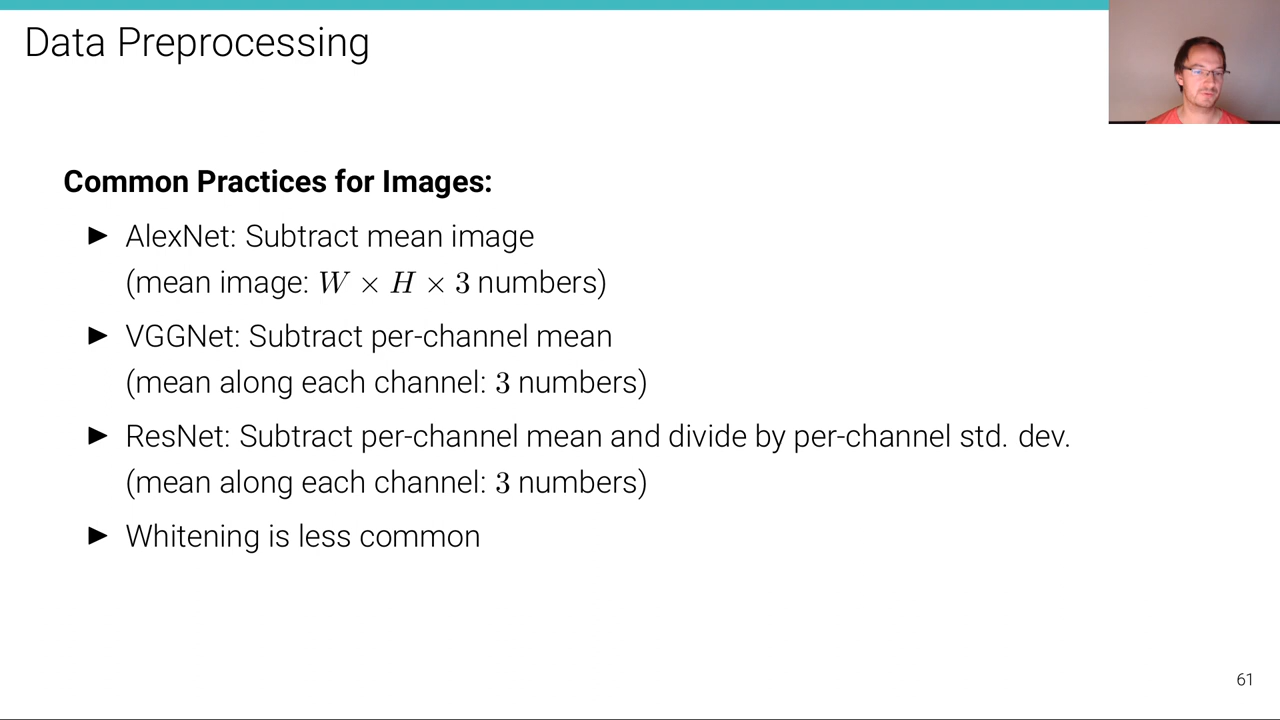 Data Preprocessing
Common Practices for Images:
► AlexNet: Subtract mean image
(mean image: W × H × 3 numbers)
► VGGNet: Subtract per-channel mean
(mean along each channel: 3 numbers)
► ResNet: Subtract per-channel mean and divide by per-channel std. dev.
(mean along each channel: 3 numbers)
► Whitening is less common
61